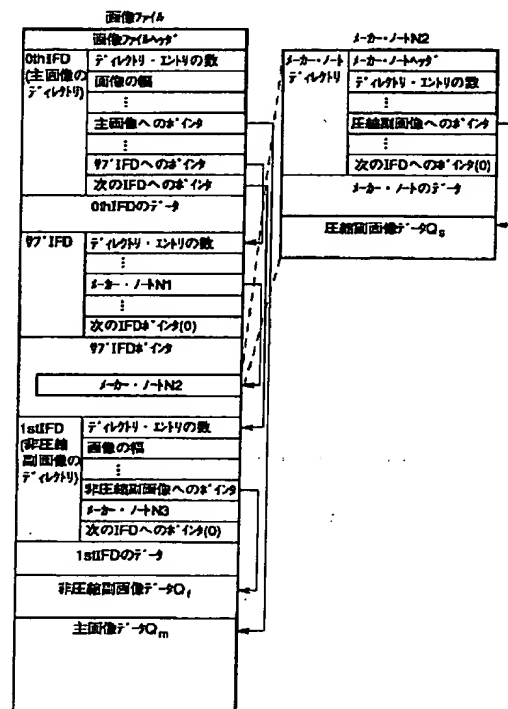 画像ファイル
画像ファイルヘッダ
0thIFD
(主画像の
ディレクトリ)
ディレクトリ・エントリの数
画像の幅
⋮
主画像へのポインタ
⋮
サブIFDへのポインタ
次のIFDへのポインタ
0thIFDのデータ
サブIFD
ディレクトリ・エントリの数
⋮
メーカー・ノートN1
⋮
次のIFDポインタ(0)
サブIFDポインタ
メーカー・ノートN2
1stIFD
(非圧縮
副画像の
ディレクトリ)
ディレクトリ・エントリの数
画像の幅
⋮
非圧縮副画像へのポインタ
メーカー・ノートN3
次のIFDへのポインタ(0)
1stIFDのデータ
非圧縮副画像データQf
主画像データQm
メーカー・ノートN2
メーカー・ノート
ディレクトリ
メーカー・ノートヘッダ
ディレクトリ・エントリの数
⋮
圧縮副画像へのポインタ
⋮
次のIFDへのポインタ(0)
メーカー・ノートのデータ
圧縮副画像データQs